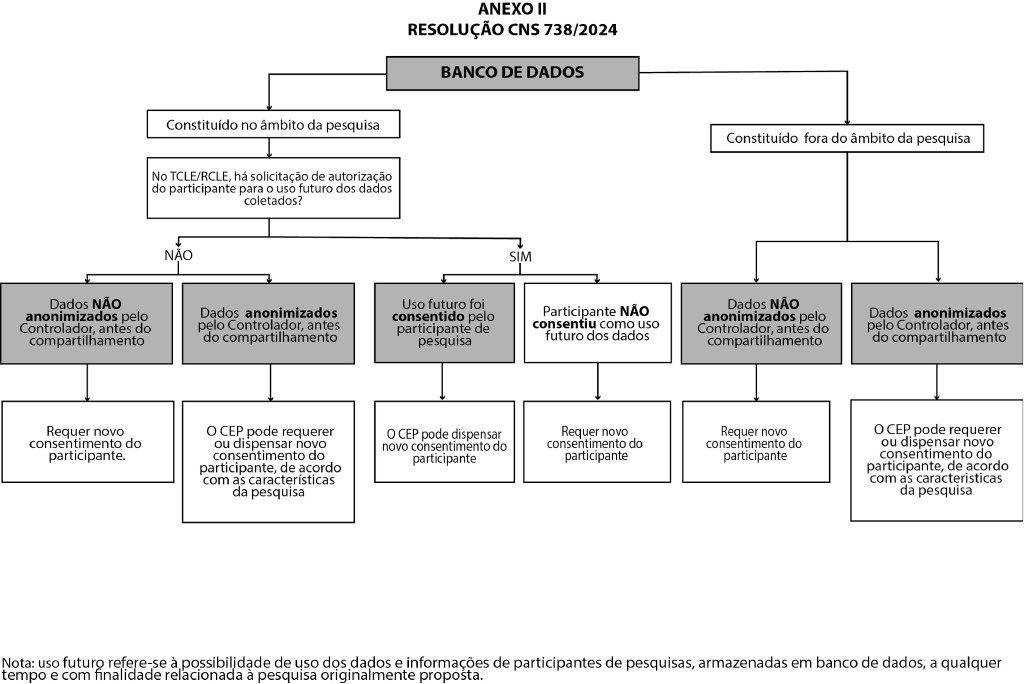 ANEXO II
RESOLUÇÃO CNS 738/2024
BANCO DE DADOS
Constituído no âmbito da pesquisa
Constituído fora do âmbito da pesquisa
No TCLE/RCLE, há solicitação de autorização
do participante para o uso futuro dos dados
coletados?
NÃO
SIM
Dados NÃO
anonimizados pelo
Controlador, antes do
compartilhamento
Dados anonimizados
pelo Controlador, antes
do compartilhamento
Uso futuro foi
consentido pelo
participante de
pesquisa
Participante NÃO
consentiu como uso
futuro dos dados
Dados NÃO
anonimizados pelo
Controlador, antes do
compartilhamento
Dados anonimizados
pelo Controlador, antes
do compartilhamento
Requer novo
consentimento do
participante.
O CEP pode requerer
ou dispensar novo
consentimento do
participante, de acordo
com as características
da pesquisa
O CEP pode dispensar
novo consentimento do
participante
Requer novo
consentimento do
participante
Requer novo
consentimento do
participante
O CEP pode requerer
ou dispensar novo
consentimento do
participante, de acordo
com as características
da pesquisa
Nota: uso futuro refere-se à possibilidade de uso dos dados e informações de participantes de pesquisas, armazenadas em banco de dados, a qualquer
tempo e com finalidade relacionada à pesquisa originalmente proposta.